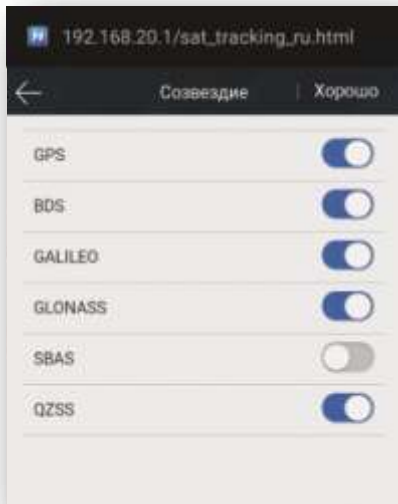 192.168.20.1/sat_tracking_ru.html
Созвездие | Хорошо
GPS
BDS
GALILEO
GLONASS
SBAS
QZSS